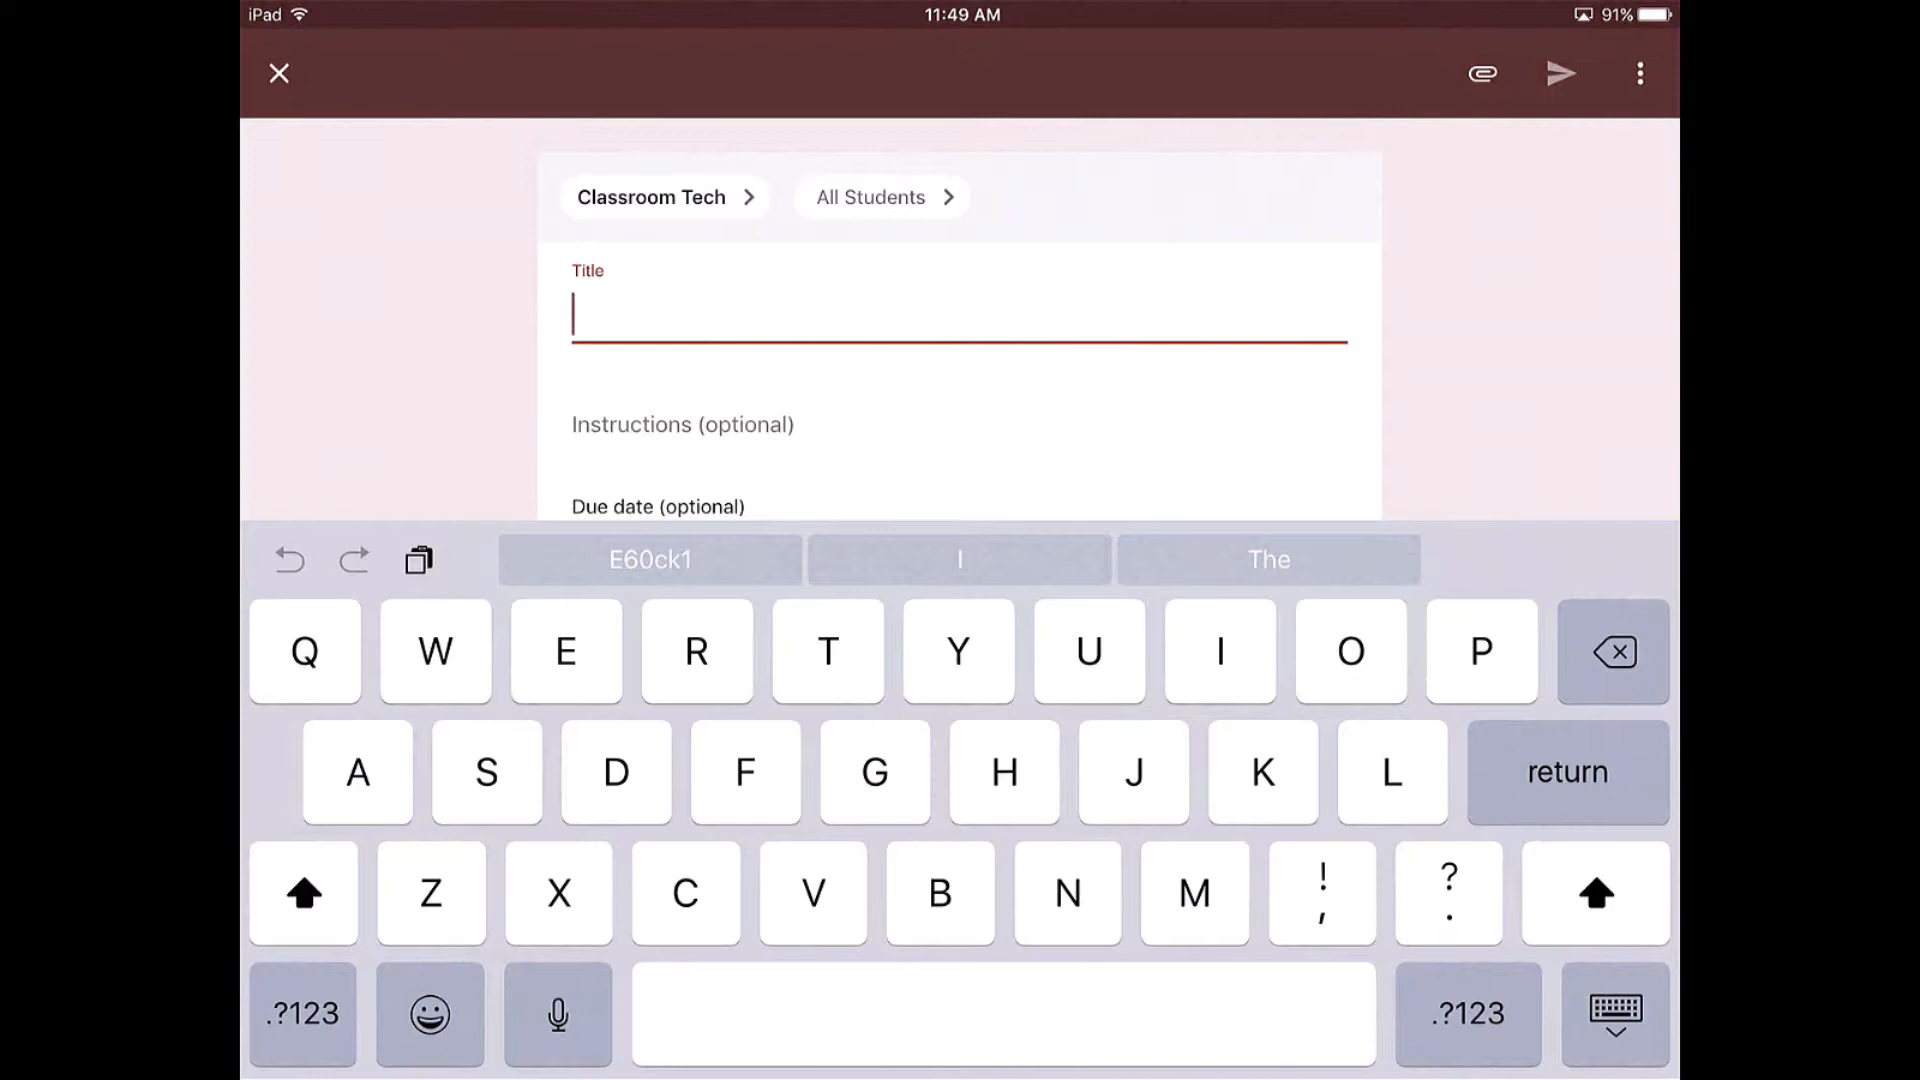 iPad 11:49 AM 91%
Classroom Tech All Students
Title
Instructions (optional)
Due date (optional)
E60ck1 I The
Q W E R T Y U I O P
A S D F G H J K L return
Z X C V B N M ! , ? .
.?123 .?123